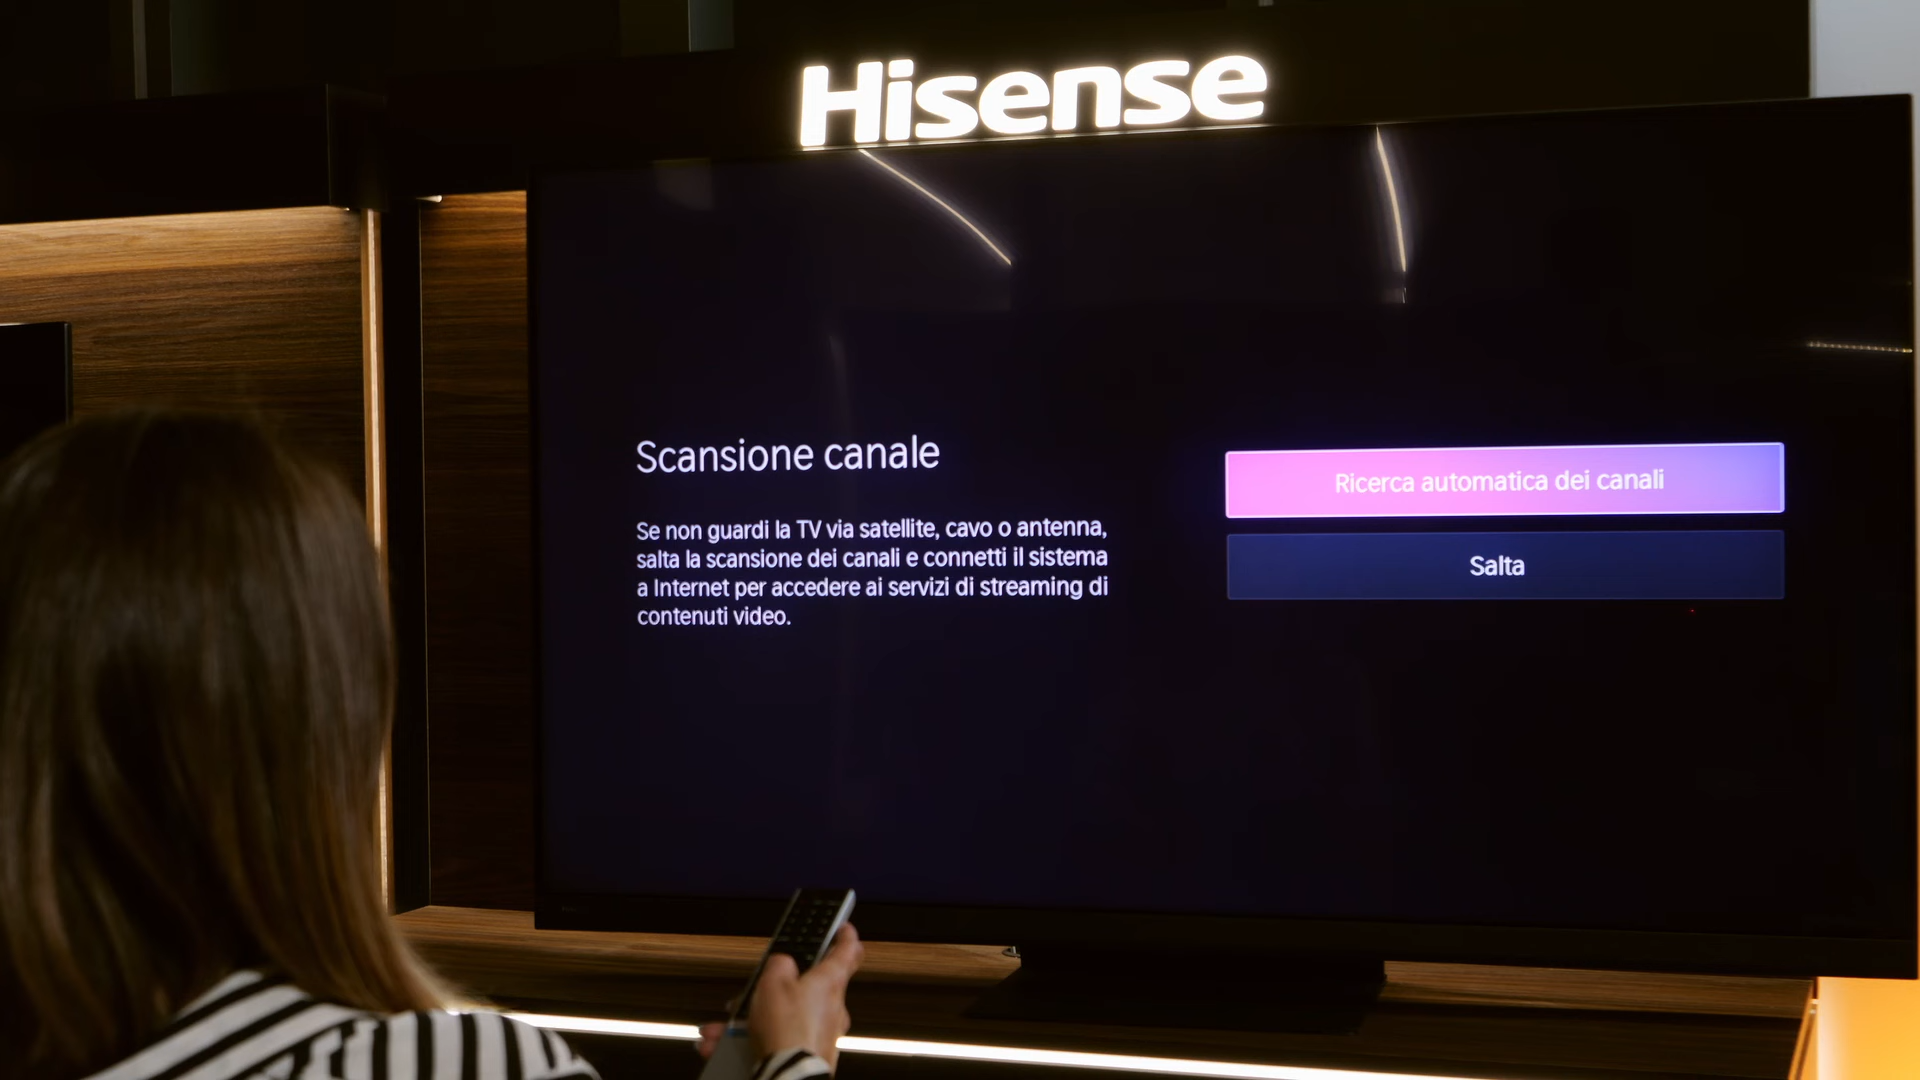 Hisense
Scansione canale
Se non guardi la TV via satellite, cavo o antenna,
salta la scansione dei canali e connetti il sistema
a Internet per accedere ai servizi di streaming di
contenuti video.
Ricerca automatica dei canali
Salta